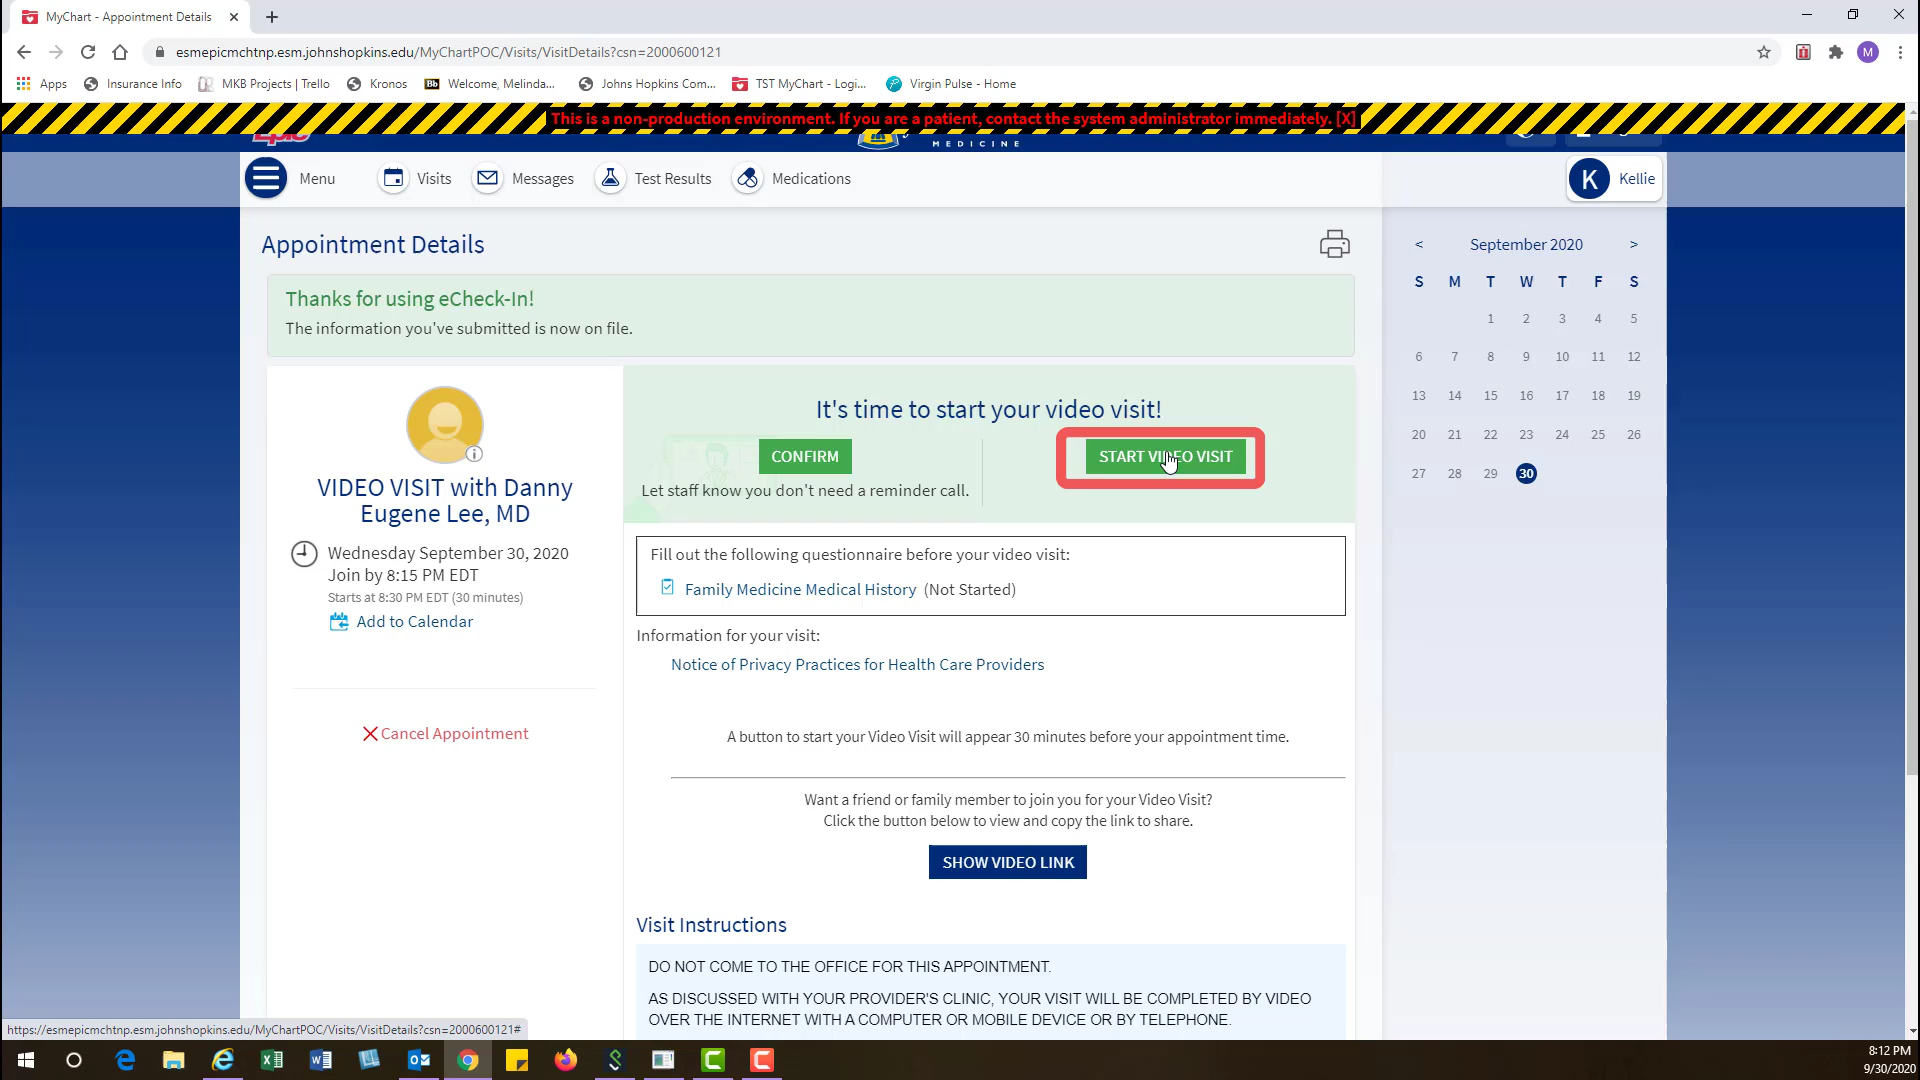 MyChart - Appointment Details
esmepicmchtnp.esm.johnshopkins.edu/MyChartPOC/Visits/VisitDetails?csn=2000600121
M
Apps
Insurance Info
MKB Projects | Trello
Kronos
Bb
Welcome, Melinda...
Johns Hopkins Com...
TST MyChart - Logi...
Virgin Pulse - Home
This is a non-production environment. If you are a patient, contact the system administrator immediately. [X]
Epic
MEDICINE
Menu
Visits
Messages
Test Results
Medications
K
Kellie
Appointment Details
Thanks for using eCheck-In!
The information you've submitted is now on file.
VIDEO VISIT with Danny
Eugene Lee, MD
Wednesday September 30, 2020
Join by 8:15 PM EDT
Starts at 8:30 PM EDT (30 minutes)
Add to Calendar
Cancel Appointment
It's time to start your video visit!
CONFIRM
Let staff know you don't need a reminder call.
START VIDEO VISIT
Fill out the following questionnaire before your video visit:
Family Medicine Medical History (Not Started)
Information for your visit:
Notice of Privacy Practices for Health Care Providers
A button to start your Video Visit will appear 30 minutes before your appointment time.
Want a friend or family member to join you for your Video Visit?
Click the button below to view and copy the link to share.
SHOW VIDEO LINK
Visit Instructions
DO NOT COME TO THE OFFICE FOR THIS APPOINTMENT.
AS DISCUSSED WITH YOUR PROVIDER'S CLINIC, YOUR VISIT WILL BE COMPLETED BY VIDEO
OVER THE INTERNET WITH A COMPUTER OR MOBILE DEVICE OR BY TELEPHONE.
< September 2020 >
S M T W T F S
1 2 3 4 5
6 7 8 9 10 11 12
13 14 15 16 17 18 19
20 21 22 23 24 25 26
27 28 29 30
https://esmepicmchtnp.esm.johnshopkins.edu/MyChartPOC/Visits/VisitDetails?csn=2000600121#
8:12 PM
9/30/2020